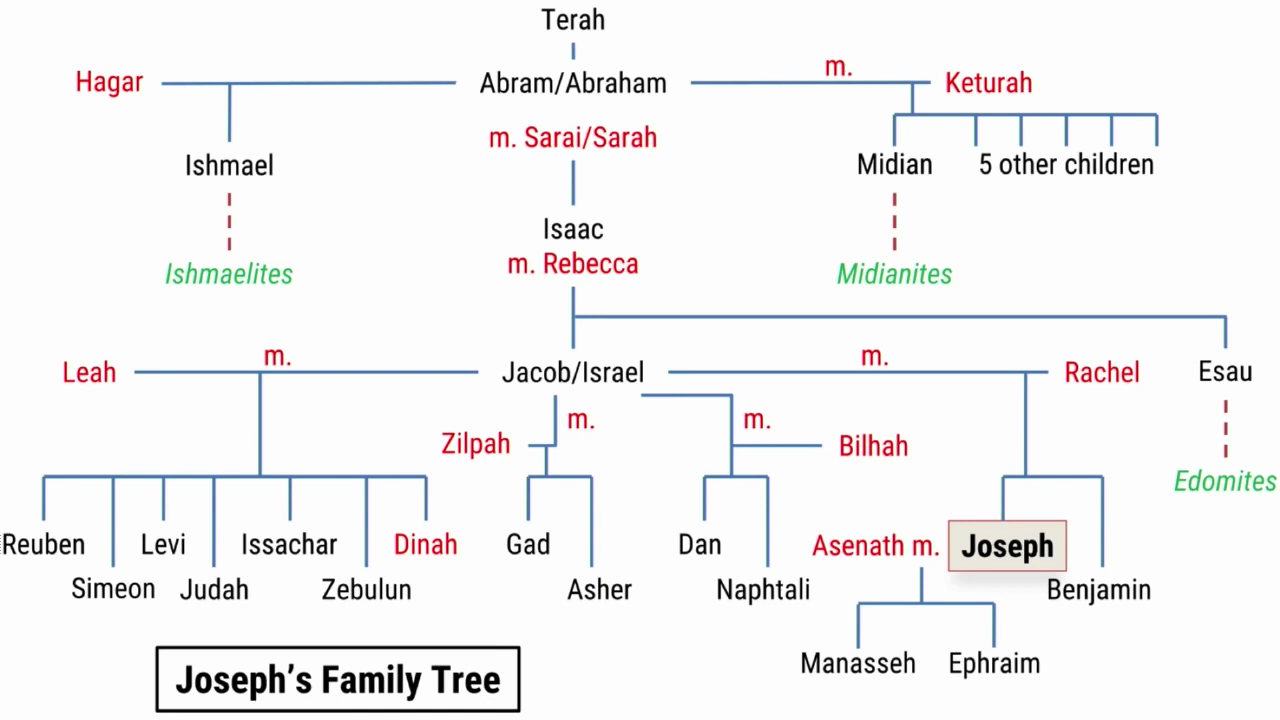 Terah
Hagar
Abram/Abraham
m.
Keturah
m. Sarai/Sarah
Ishmael
Midian
5 other children
Isaac
m. Rebecca
Ishmaelites
Midianites
Leah
m.
Jacob/Israel
m.
Rachel
Esau
Zilpah
m.
m.
Bilhah
Edomites
Reuben
Levi
Issachar
Dinah
Gad
Dan
Asenath m.
Joseph
Simeon
Judah
Zebulun
Asher
Naphtali
Benjamin
Manasseh
Ephraim
Joseph’s Family Tree